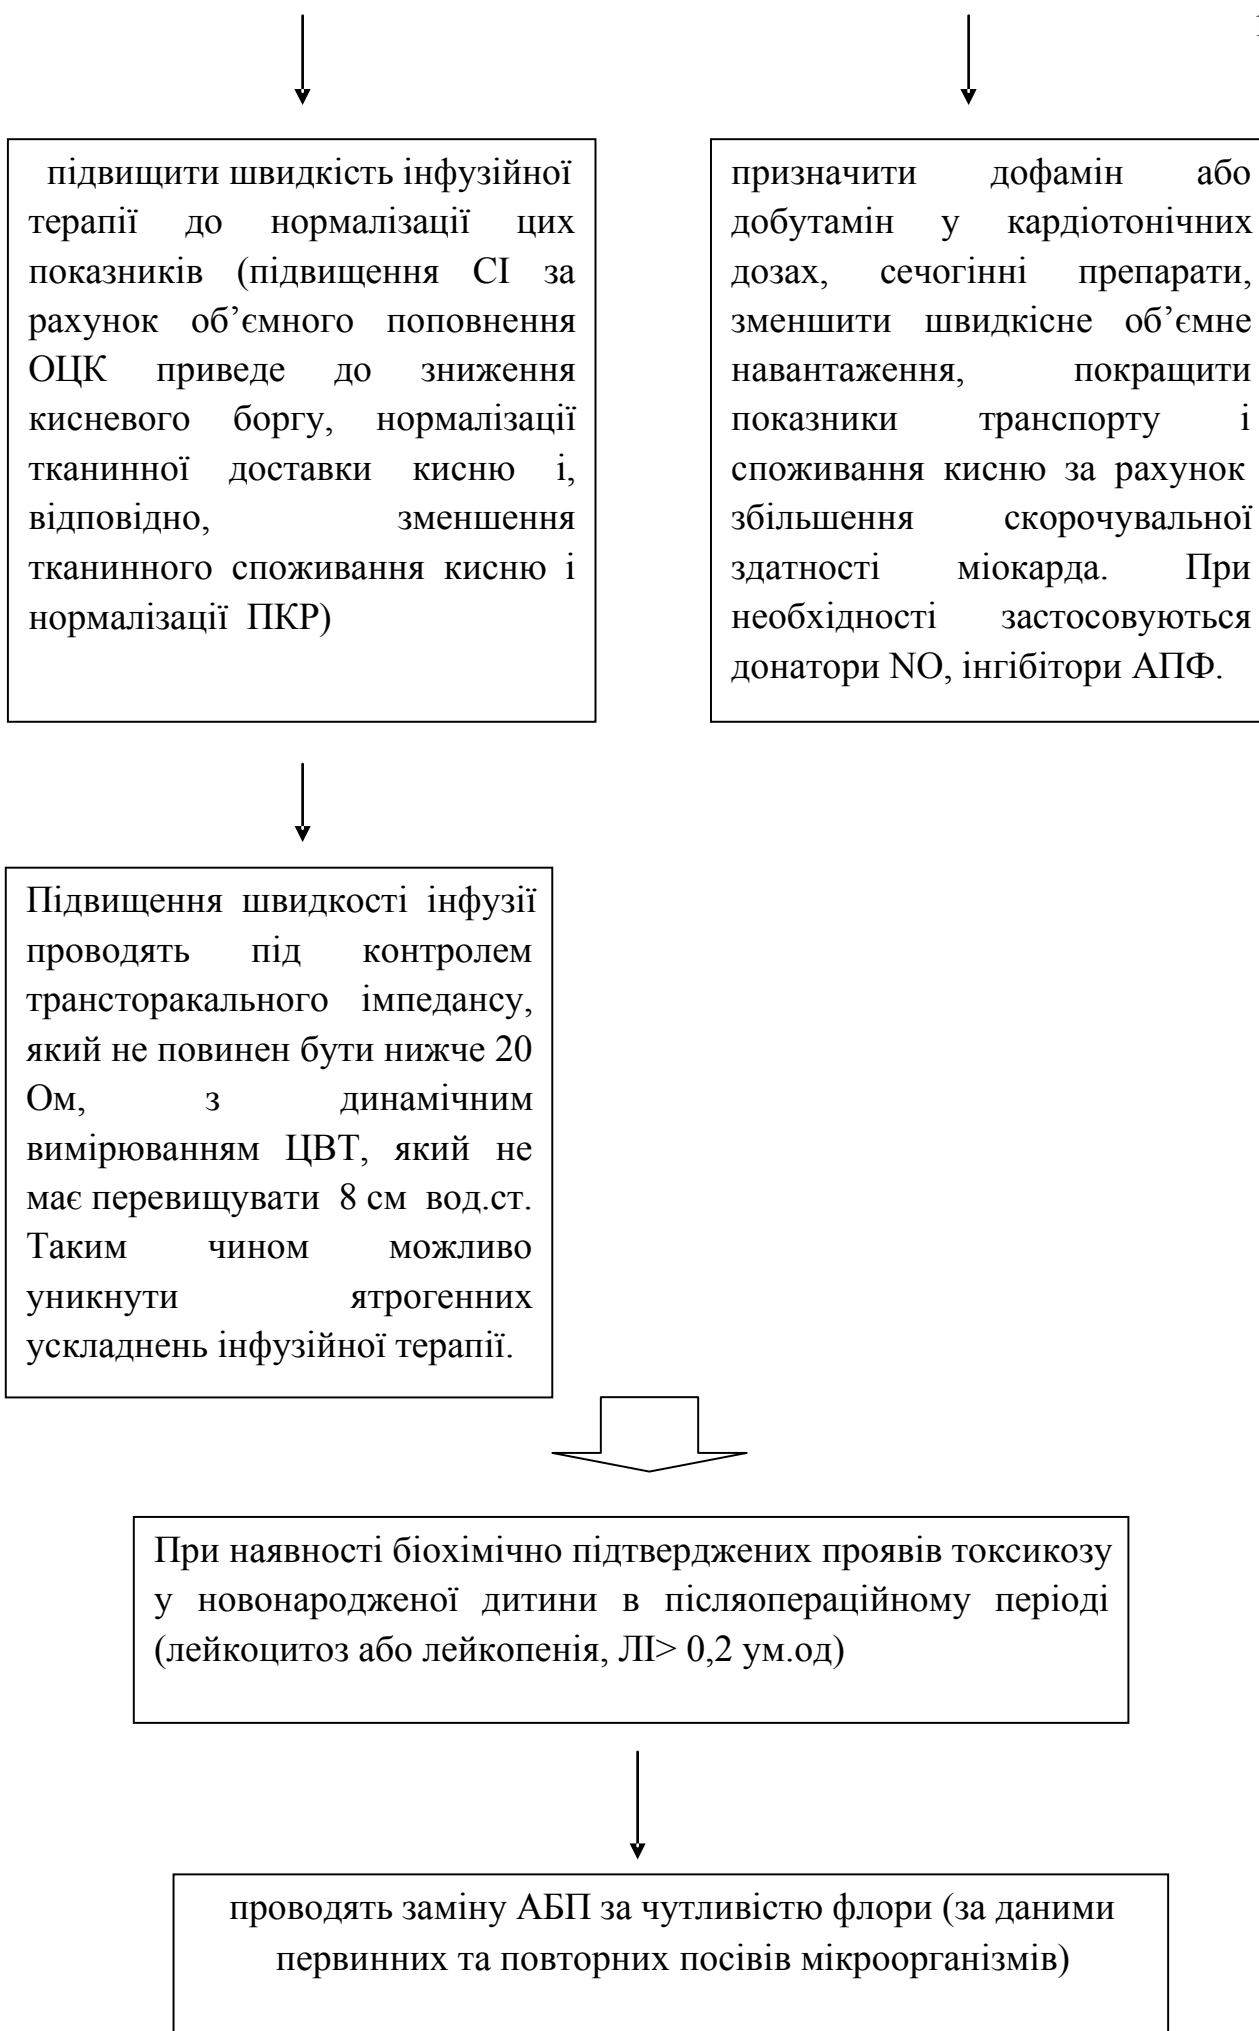 підвищити швидкість інфузійної
терапії до нормалізації цих
показників (підвищення СІ за
рахунок об’ємного поповнення
ОЦК приведе до зниження
кисневого боргу, нормалізації
тканинної доставки кисню і,
відповідно, зменшення
тканинного споживання кисню і
нормалізації ПКР)
призначити дофамін або
добутамін у кардіотонічних
дозах, сечогінні препарати,
зменшити швидкісне об’ємне
навантаження, покращити
показники транспорту і
споживання кисню за рахунок
збільшення скорочувальної
здатності міокарда. При
необхідності застосовуються
донатори NO, інгібітори АПФ.
Підвищення швидкості інфузії
проводять під контролем
трансторакального імпедансу,
який не повинен бути нижче 20
Ом, з динамічним
вимірюванням ЦВТ, який не
має перевищувати 8 см вод.ст.
Таким чином можливо
уникнути ятрогенних
ускладнень інфузійної терапії.
При наявності біохімічно підтверджених проявів токсикозу
у новонародженої дитини в післяопераційному періоді
(лейкоцитоз або лейкопенія, ЛІ> 0,2 ум.од)
проводять заміну АБП за чутливістю флори (за даними
первинних та повторних посівів мікроорганізмів)